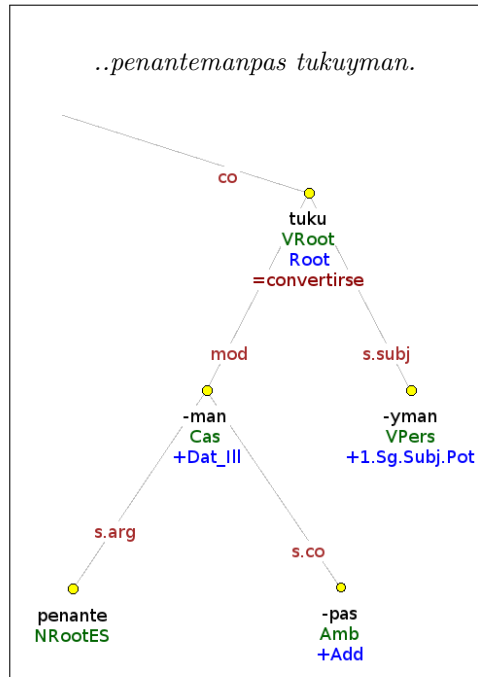 ..penantemanpas tukuyman.
co
tuku
VRoot
Root
=convertirse
mod
s.subj
-man
Cas
+Dat_Ill
-yman
VPers
+1.Sg.Subj.Pot
s.arg
s.co
penante
NRootES
-pas
Amb
+Add